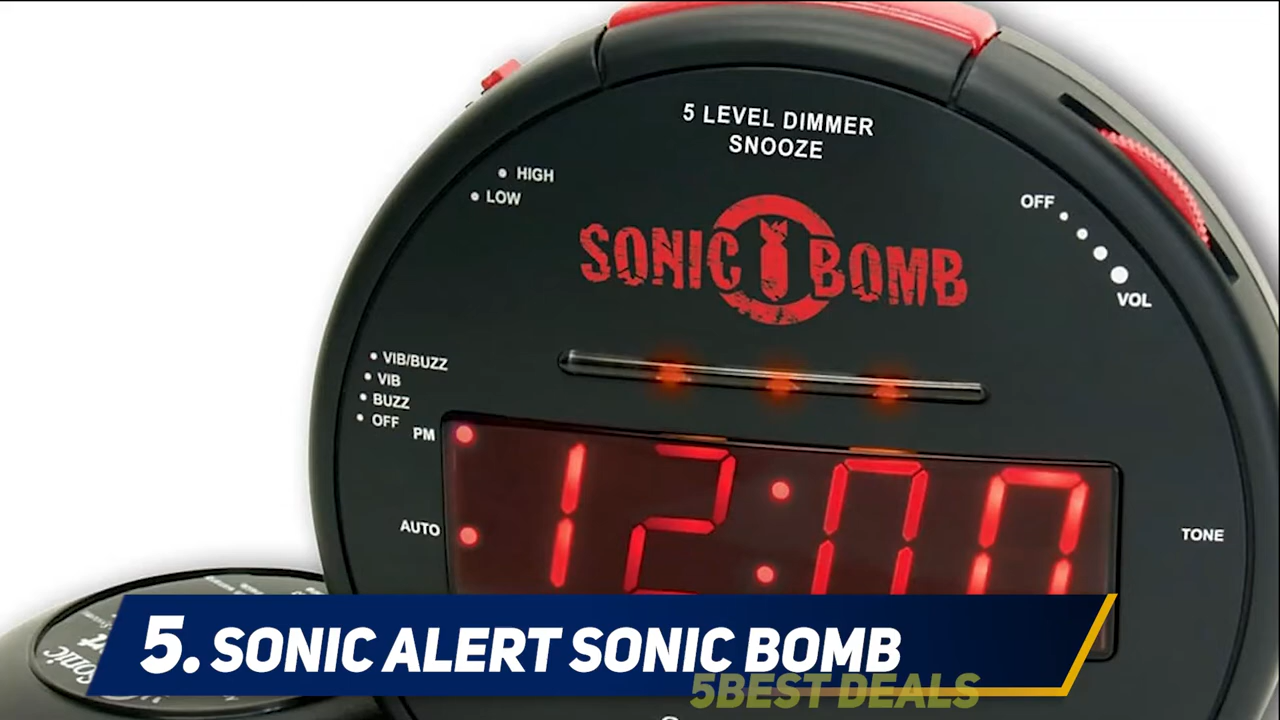 5 LEVEL DIMMER
SNOOZE
HIGH
LOW
OFF
VOL
SONIC BOMB
VIB/BUZZ
VIB
BUZZ
OFF
PM
AUTO
12:00
TONE
Sonic
5. SONIC ALERT SONIC BOMB
5BEST DEALS